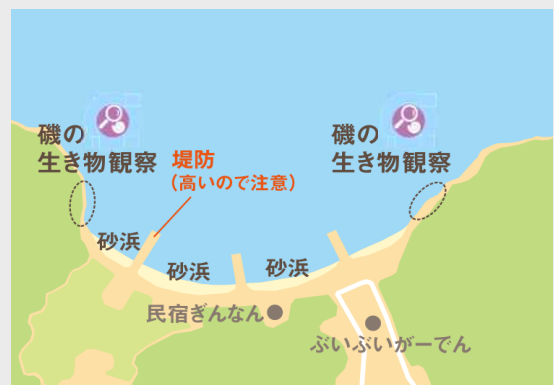 磯の
生き物観察
磯の
生き物観察
堤防
（高いので注意）
砂浜
砂浜
砂浜
民宿ぎんなん
ぶいぶいがーでん